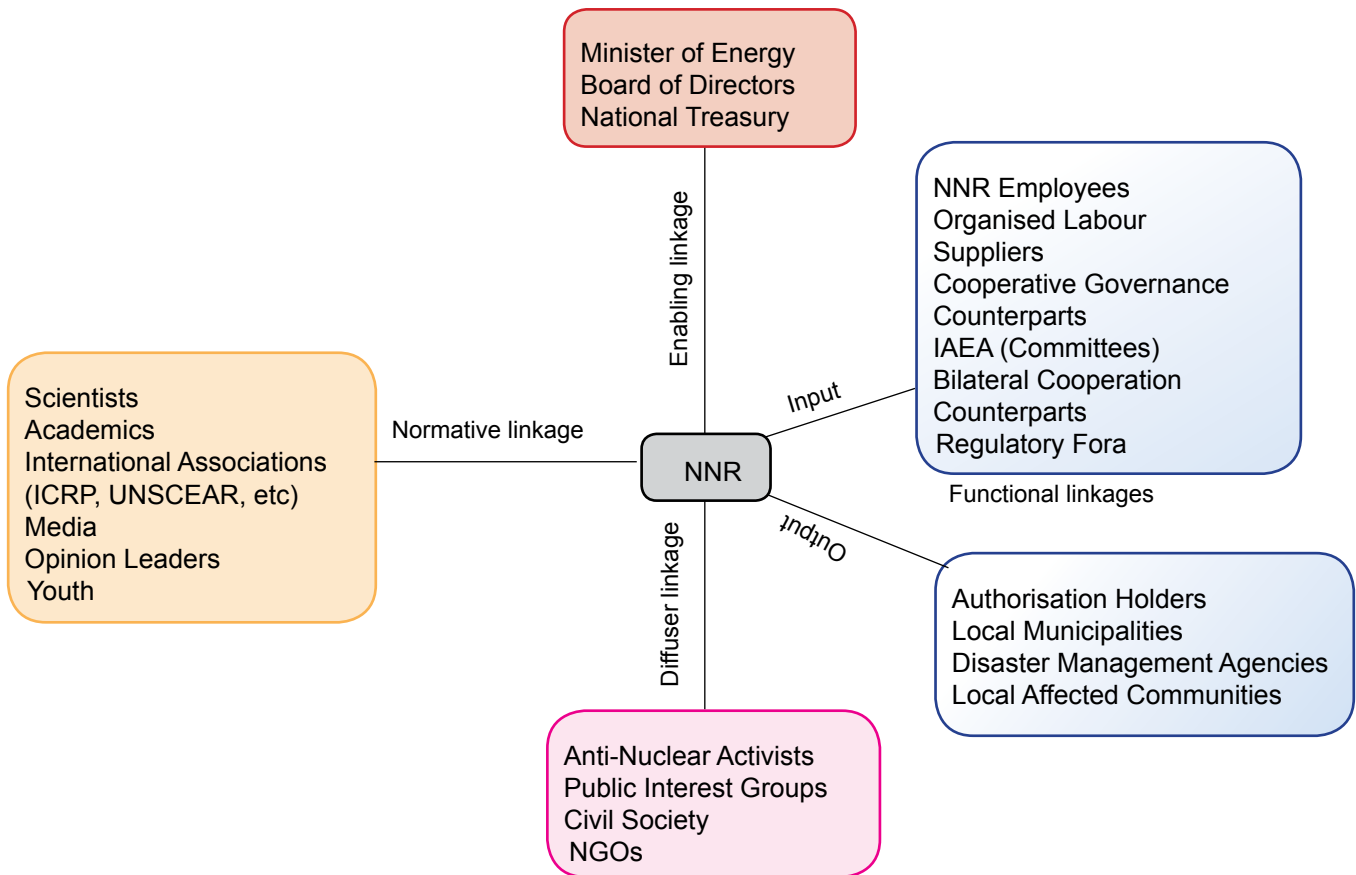 Minister of Energy
Board of Directors
National Treasury
Enabling linkage
NNR Employees
Organised Labour
Suppliers
Cooperative Governance
Counterparts
IAEA (Committees)
Bilateral Cooperation
Counterparts
Regulatory Fora
Input
Functional linkages
Scientists
Academics
International Associations
(ICRP, UNSCEAR, etc)
Media
Opinion Leaders
Youth
Normative linkage
NNR
Output
Authorisation Holders
Local Municipalities
Disaster Management Agencies
Local Affected Communities
Diffuser linkage
Anti-Nuclear Activists
Public Interest Groups
Civil Society
NGOs